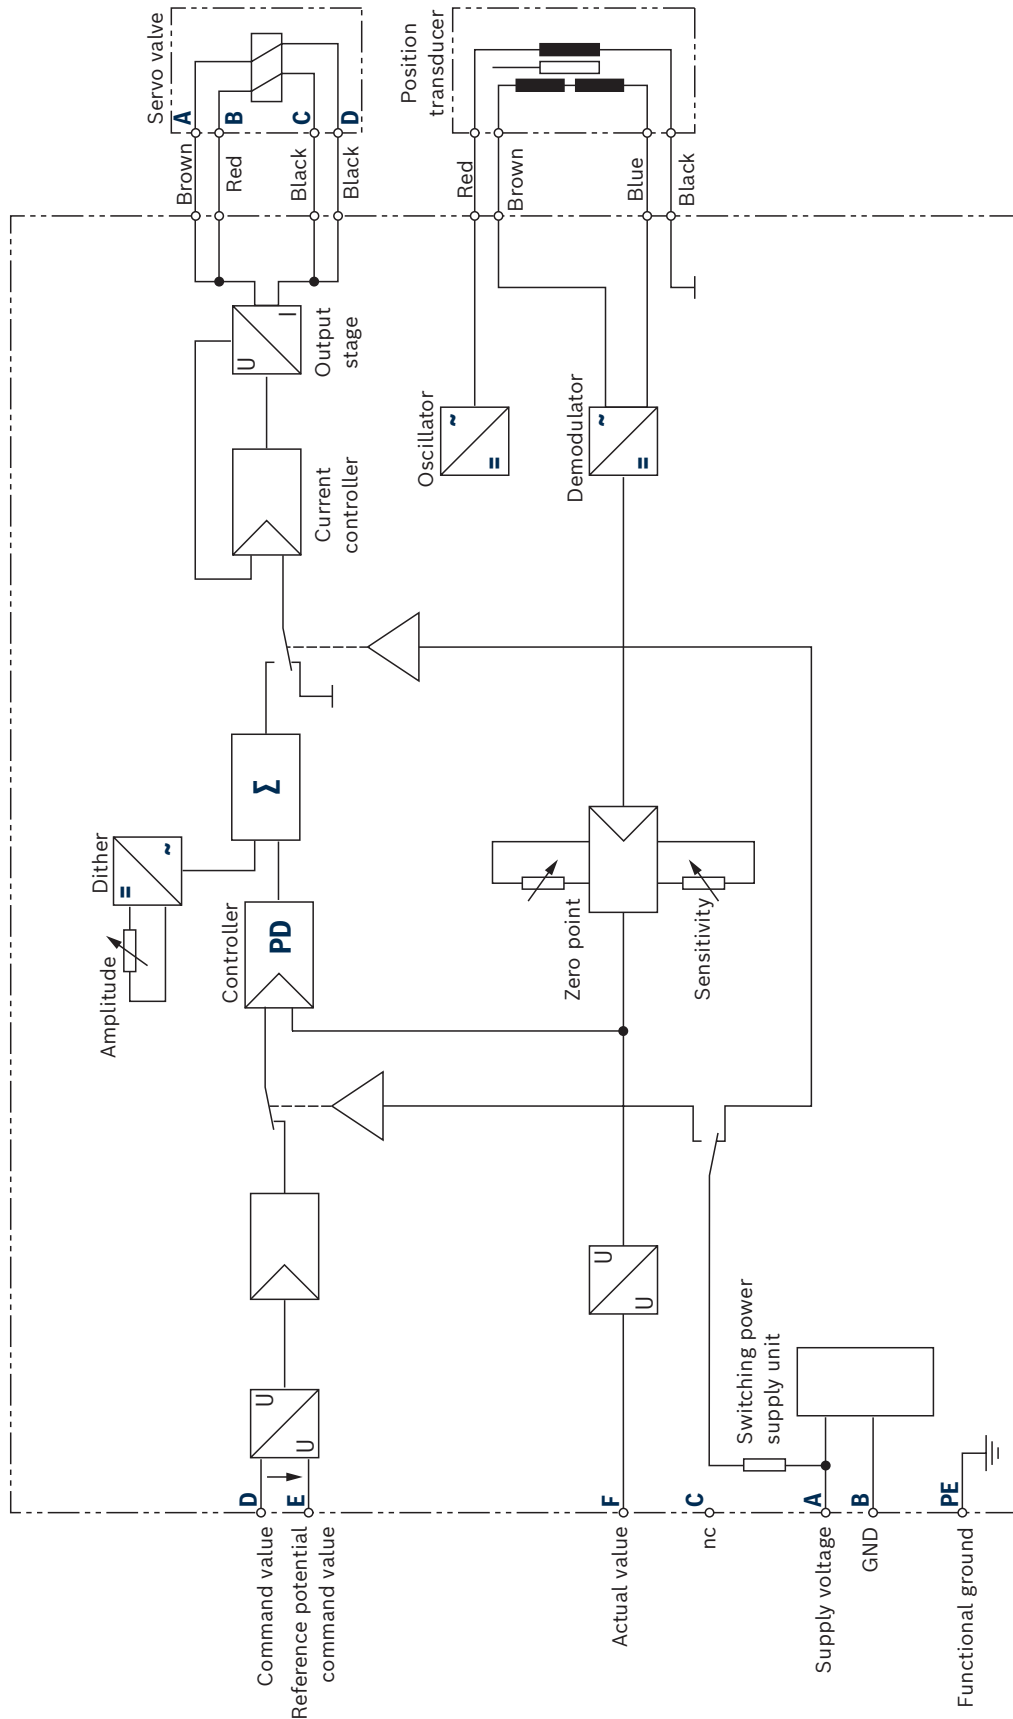 Servo valve
A
B
C
D
Brown
Red
Black
Black
Position
transducer
Red
Brown
Blue
Black
U
I
Output
stage
Current
controller
Oscillator
~
=
Demodulator
~
=
Σ
Dither
=
~
Amplitude
Controller
PD
Zero point
Sensitivity
U
U
U
U
Switching power
supply unit
D
Command value
E
Reference potential
command value
F
Actual value
C
nc
A
Supply voltage
B
GND
PE
Functional ground